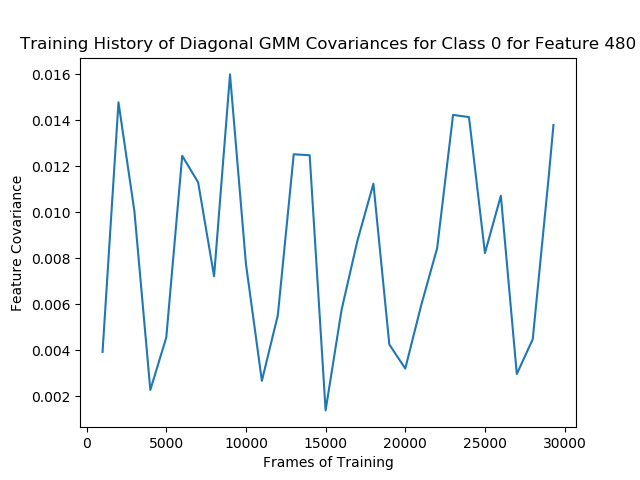 Training History of Diagonal GMM Covariances for Class 0 for Feature 480
0.016
0.014
0.012
0.010
0.008
0.006
0.004
0.002
Feature Covariance
0 5000 10000 15000 20000 25000 30000
Frames of Training